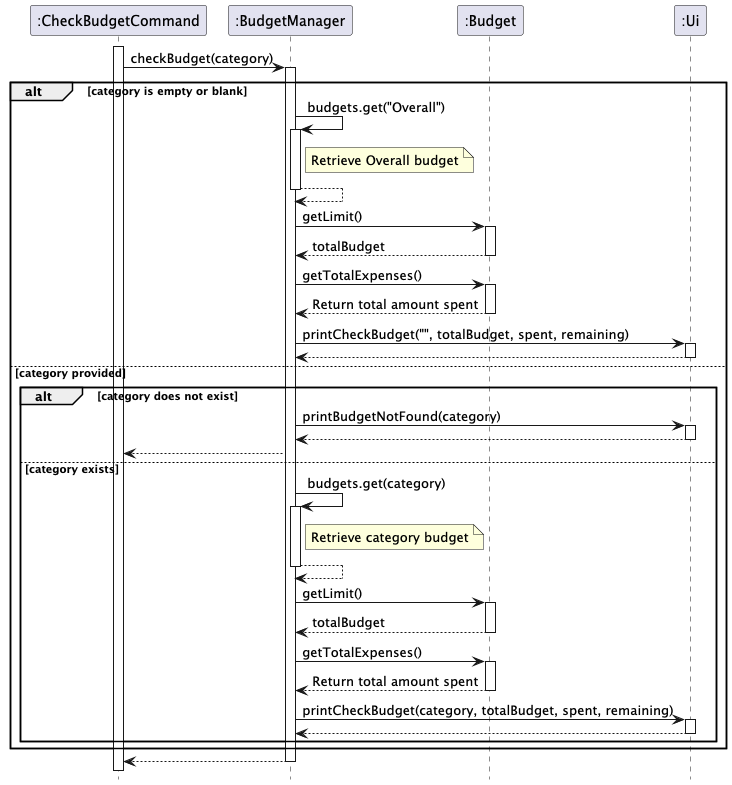 :CheckBudgetCommand :BudgetManager :Budget :Ui
checkBudget(category)
alt [category is empty or blank]
budgets.get("Overall")
Retrieve Overall budget
getLimit()
totalBudget
getTotalExpenses()
Return total amount spent
printCheckBudget("", totalBudget, spent, remaining)
[category provided]
alt [category does not exist]
printBudgetNotFound(category)
[category exists]
budgets.get(category)
Retrieve category budget
getLimit()
totalBudget
getTotalExpenses()
Return total amount spent
printCheckBudget(category, totalBudget, spent, remaining)